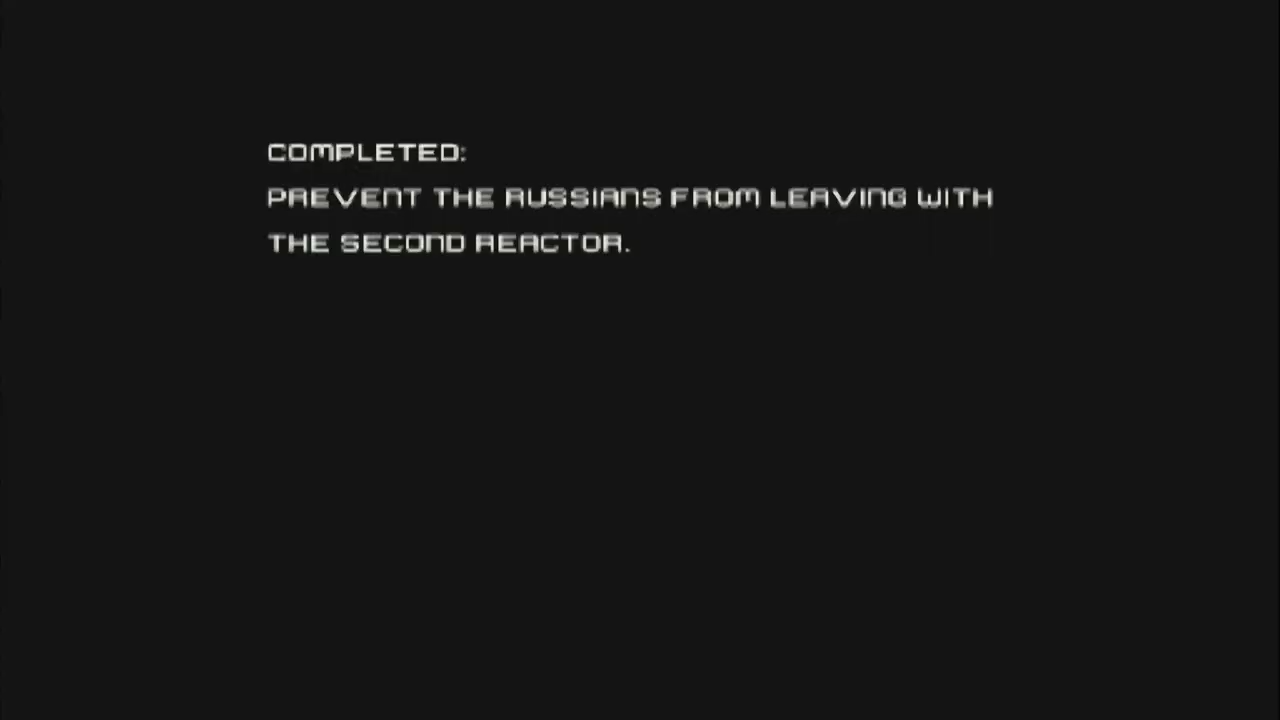 COMPLETED:
PREVENT THE RUSSIANS FROM LEAVING WITH
THE SECOND REACTOR.